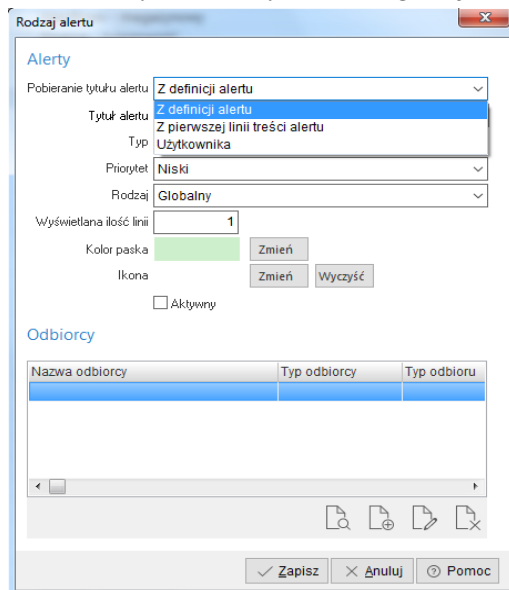 Rodzaj alertu
Alerty
Pobieranie tytułu alertu Z definicji alertu
Tytuł alertu Z definicji alertu
Z pierwszej linii treści alertu
Typ Użytkownika
Priorytet Niski
Rodzaj Globalny
Wyświetlana ilość linii 1
Kolor paska Zmień
Ikona Zmień Wyczyść
Aktywny
Odbiorcy
Nazwa odbiorcy Typ odbiorcy Typ odbioru
Zapisz Anuluj Pomoc